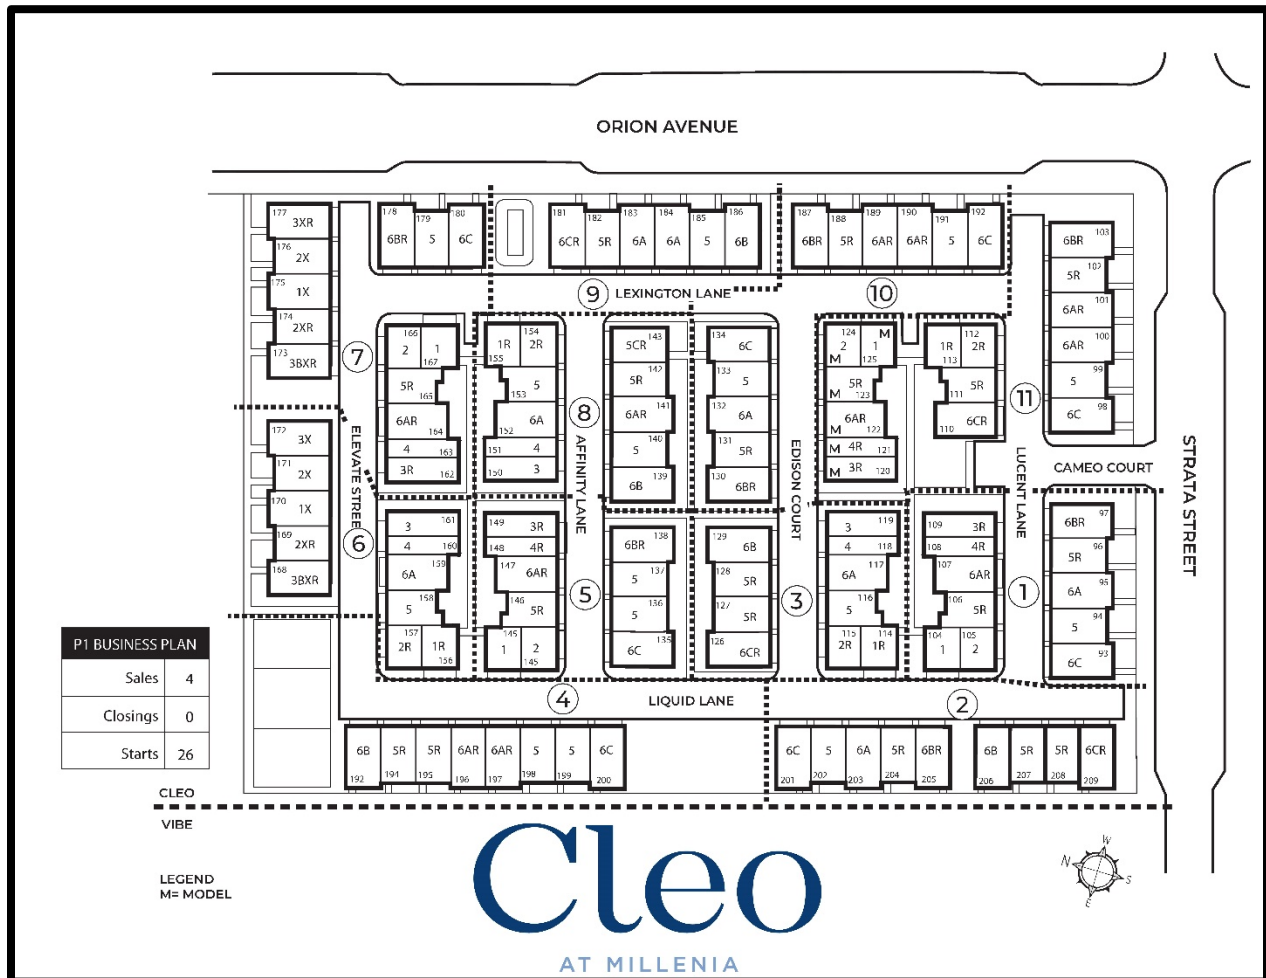 ORION AVENUE
177 3XR
176 2X
175 1X
174 2XR
173 3BXR
178 6BR
179 5
180 6C
181 6CR
182 5R
183 6A
184 6A
185 5
186 6B
187 6BR
188 5R
189 6AR
190 6AR
191 5
192 6C
6BR 103
5R 102
6AR 101
6AR 100
5 99
6C 98
9 LEXINGTON LANE
10
7
166 2
1 167
5R 165
6AR 164
4 163
3R 162
1R 155
154 2R
5 153
6A 152
151 4
150 3
8
5CR 143
5R 142
6AR 141
5 140
6B 139
134 6C
133 5
132 6A
131 5R
130 6BR
124 2 M
M 1 125
M 5R 123
M 6AR 122
M 4R 121
M 3R 120
1R 113
112 2R
5R 111
110 6CR
11
172 3X
171 2X
170 1X
169 2XR
168 3BXR
ELEVATE STREE
AFFINITY LANE
EDISON COURT
LUCENT LANE
CAMEO COURT
STRATA STREET
6
3 161
4 160
6A 159
5 158
157 2R
1R 156
149 3R
148 4R
147 6AR
146 5R
145 1
2 145
5
6BR 138
5 137
5 136
6C 135
129 6B
128 5R
127 5R
126 6CR
3
3 119
4 118
6A 117
5 116
115 2R
114 1R
109 3R
108 4R
107 6AR
106 5R
104 1
105 2
1
6BR 97
5R 96
6A 95
5 94
6C 93
P1 BUSINESS PLAN
Sales 4
Closings 0
Starts 26
4
LIQUID LANE
2
6B 192
5R 194
5R 195
6AR 196
6AR 197
5 198
5 199
6C 200
6C 201
5 202
6A 203
5R 204
6BR 205
6B 206
5R 207
5R 208
6CR 209
CLEO
VIBE
LEGEND
M= MODEL
Cleo
AT MILLENIA
N W S E